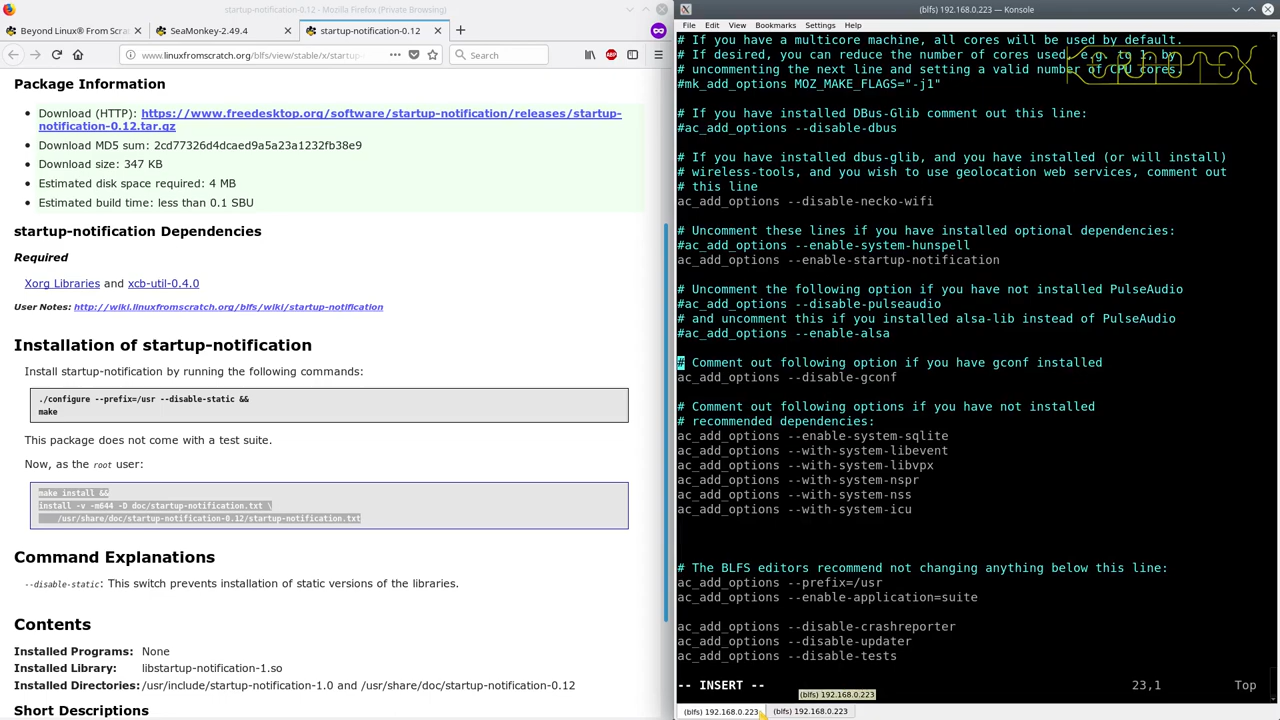 startup-notification-0.12 - Mozilla Firefox (Private Browsing)
Beyond Linux® From Scra
SeaMonkey-2.49.4
startup-notification-0.12
www.linuxfromscratch.org/blfs/view/stable/x/startup-
Search
Package Information
Download (HTTP): https://www.freedesktop.org/software/startup-notification/releases/startup-
notification-0.12.tar.gz
Download MD5 sum: 2cd77326d4dcaed9a5a23a1232fb38e9
Download size: 347 KB
Estimated disk space required: 4 MB
Estimated build time: less than 0.1 SBU
startup-notification Dependencies
Required
Xorg Libraries and xcb-util-0.4.0
User Notes: http://wiki.linuxfromscratch.org/blfs/wiki/startup-notification
Installation of startup-notification
Install startup-notification by running the following commands:
./configure --prefix=/usr --disable-static &&
make
This package does not come with a test suite.
Now, as the root user:
make install &&
install -v -m644 -D doc/startup-notification.txt \
/usr/share/doc/startup-notification-0.12/startup-notification.txt
Command Explanations
--disable-static: This switch prevents installation of static versions of the libraries.
Contents
Installed Programs: None
Installed Library: libstartup-notification-1.so
Installed Directories: /usr/include/startup-notification-1.0 and /usr/share/doc/startup-notification-0.12
Short Descriptions
(blfs) 192.168.0.223 — Konsole
File Edit View Bookmarks Settings Help
# If you have a multicore machine, all cores will be used by default.
# If desired, you can reduce the number of cores used, e.g. to 1, by
# uncommenting the next line and setting a valid number of CPU cores.
#mk_add_options MOZ_MAKE_FLAGS="-j1"
# If you have installed DBus-Glib comment out this line:
#ac_add_options --disable-dbus
# If you have installed dbus-glib, and you have installed (or will install)
# wireless-tools, and you wish to use geolocation web services, comment out
# this line
ac_add_options --disable-necko-wifi
# Uncomment these lines if you have installed optional dependencies:
#ac_add_options --enable-system-hunspell
ac_add_options --enable-startup-notification
# Uncomment the following option if you have not installed PulseAudio
#ac_add_options --disable-pulseaudio
# and uncomment this if you installed alsa-lib instead of PulseAudio
#ac_add_options --enable-alsa
# Comment out following option if you have gconf installed
ac_add_options --disable-gconf
# Comment out following options if you have not installed
# recommended dependencies:
ac_add_options --enable-system-sqlite
ac_add_options --with-system-libevent
ac_add_options --with-system-libvpx
ac_add_options --with-system-nspr
ac_add_options --with-system-nss
ac_add_options --with-system-icu
# The BLFS editors recommend not changing anything below this line:
ac_add_options --prefix=/usr
ac_add_options --enable-application=suite
ac_add_options --disable-crashreporter
ac_add_options --disable-updater
ac_add_options --disable-tests
-- INSERT -- 23,1 Top
(blfs) 192.168.0.223
(blfs) 192.168.0.223 (blfs) 192.168.0.223